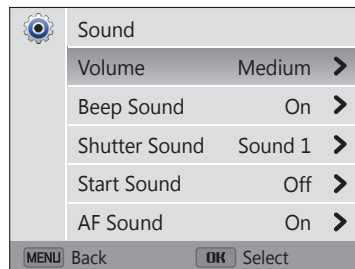 Sound
Volume Medium
Beep Sound On
Shutter Sound Sound 1
Start Sound Off
AF Sound On
MENU Back OK Select